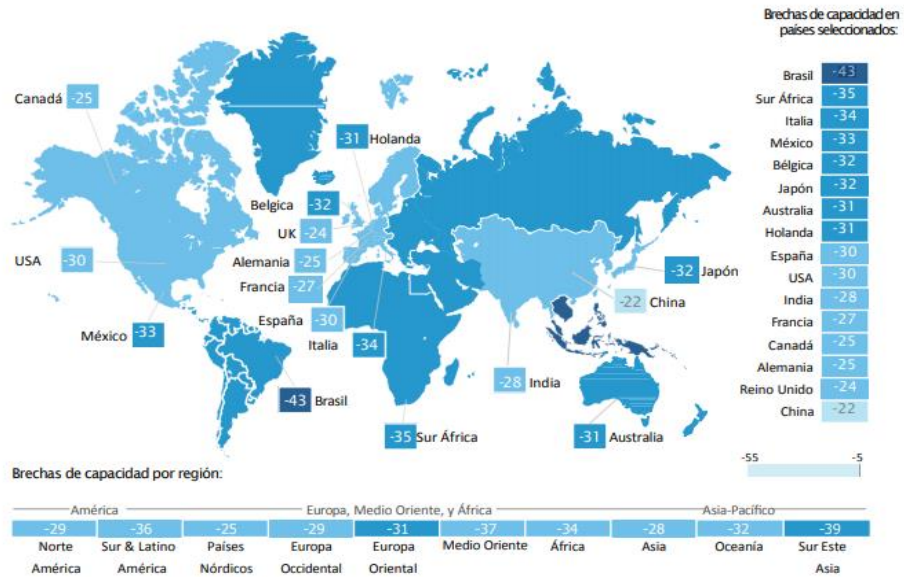 Brechas de capacidad en
países seleccionados:
Canadá -25
-31 Holanda
Belgica -32
UK -24
USA -30
Alemania -25
-32 Japón
Francia -27
-22 China
España -30
México -33
Italia -34
-28 India
-43 Brasil
-35 Sur África
-31 Australia
Brasil -43
Sur África -35
Italia -34
México -33
Bélgica -32
Japón -32
Australia -31
Holanda -31
España -30
USA -30
India -28
Francia -27
Canadá -25
Alemania -25
Reino Unido -24
China -22
-55 -5
Brechas de capacidad por región:
América Europa, Medio Oriente, y África Asia-Pacífico
-29 -36 -25 -29 -31 -37 -34 -28 -32 -39
Norte Sur & Latino Países Europa Europa Medio Oriente África Asia Oceanía Sur Este
América América Nórdicos Occidental Oriental Asia